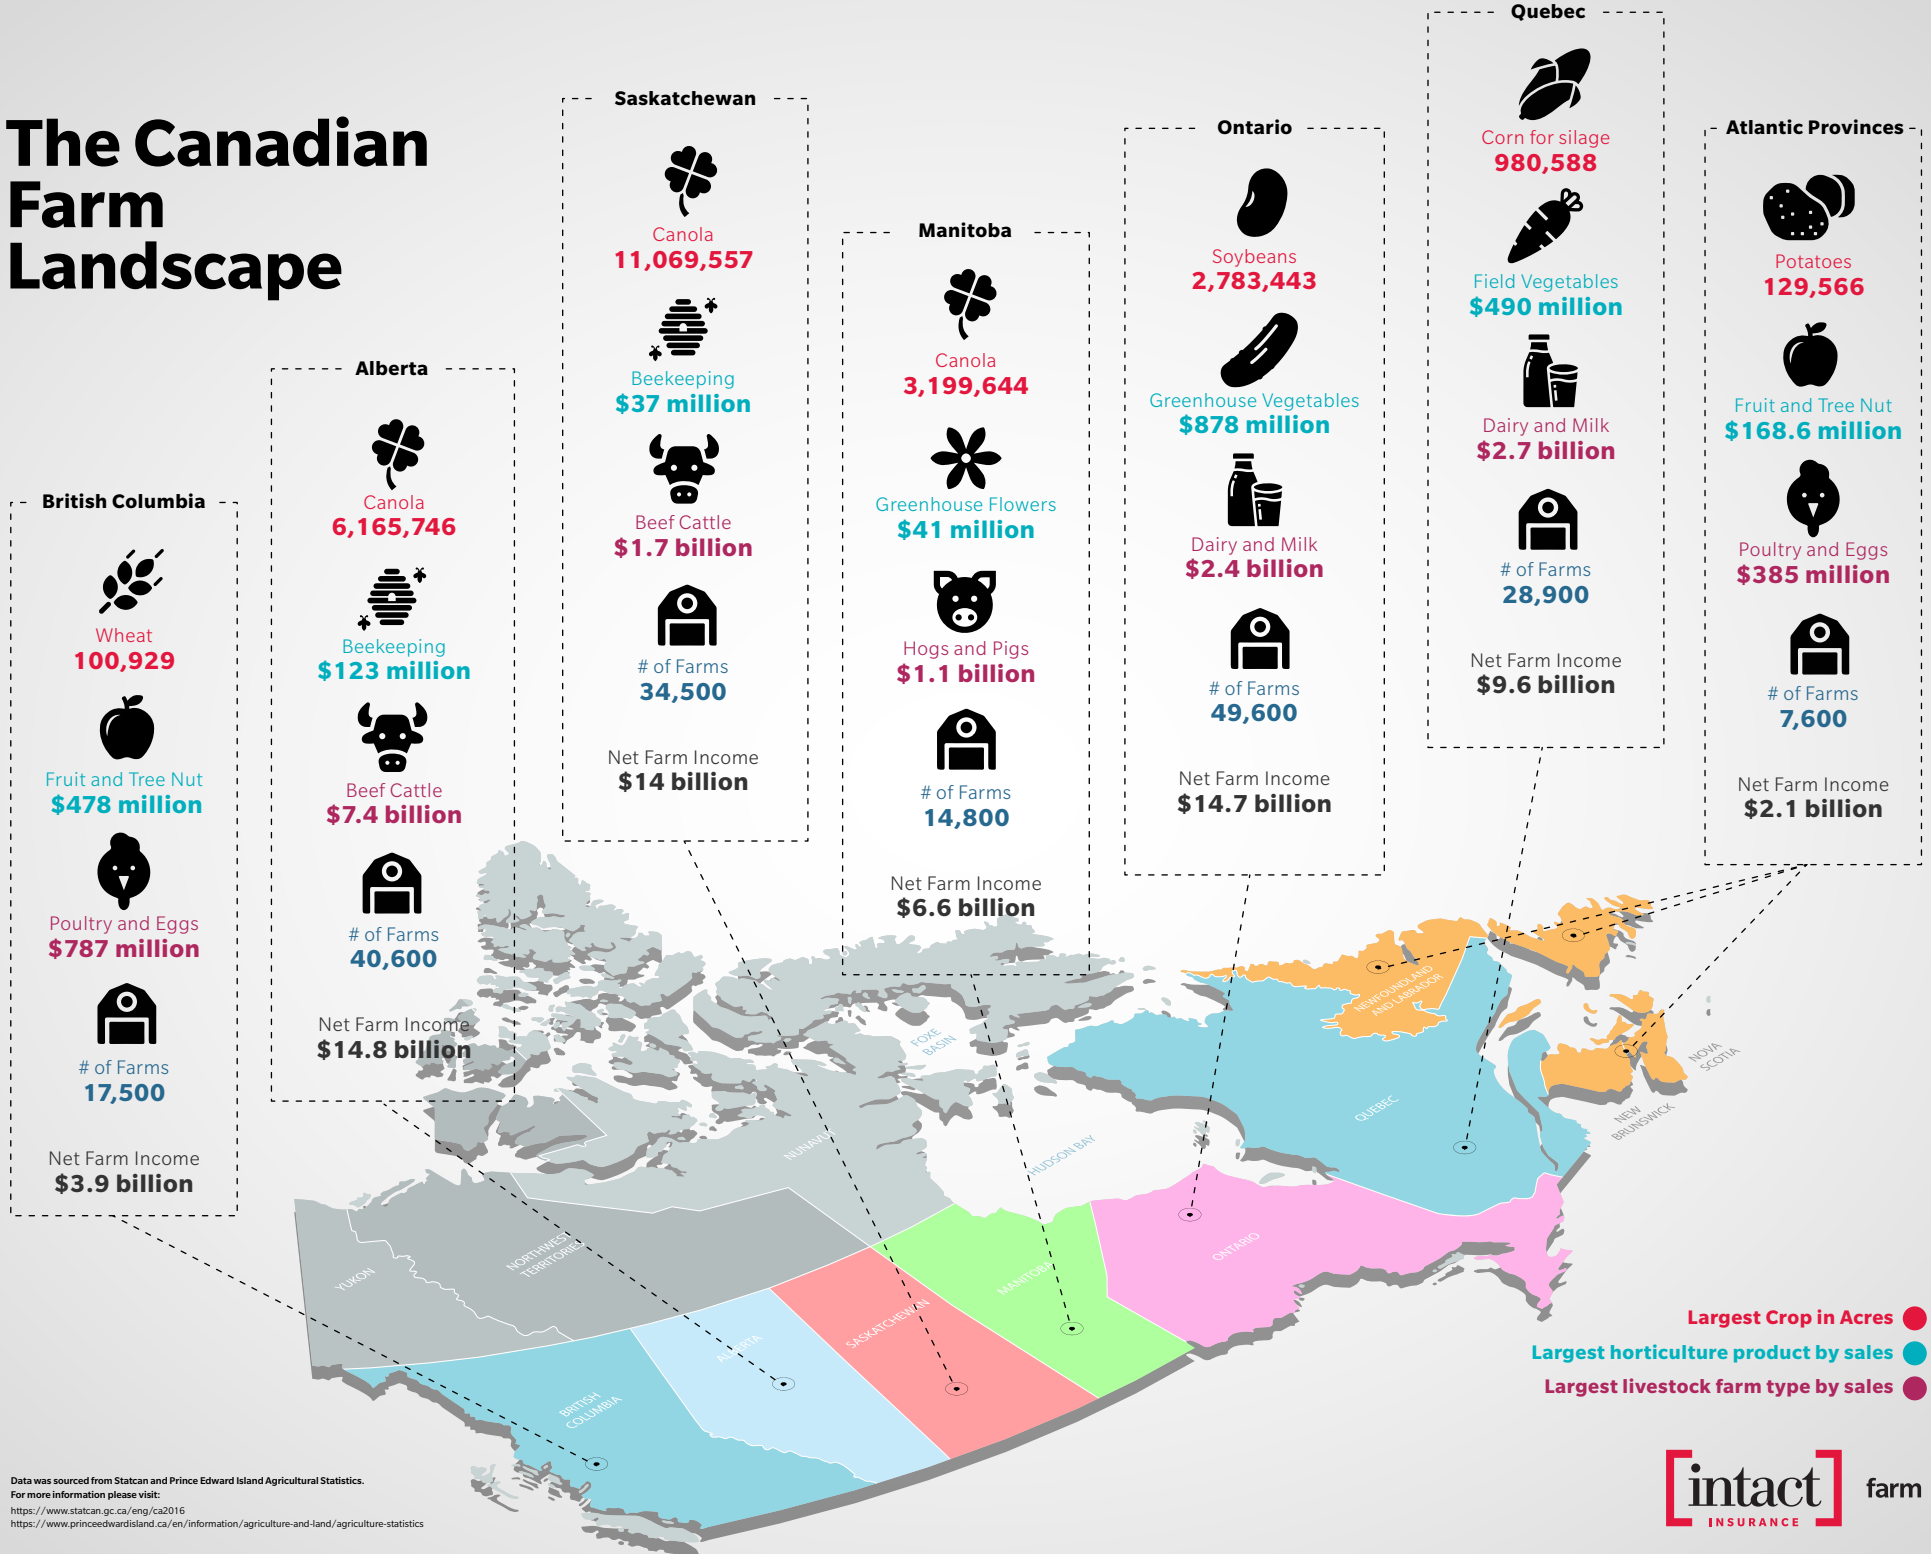 The Canadian
Farm
Landscape
British Columbia
Wheat
100,929
Fruit and Tree Nut
$478 million
Poultry and Eggs
$787 million
# of Farms
17,500
Net Farm Income
$3.9 billion
Alberta
Canola
6,165,746
Beekeeping
$123 million
Beef Cattle
$7.4 billion
# of Farms
40,600
Net Farm Income
$14.8 billion
Saskatchewan
Canola
11,069,557
Beekeeping
$37 million
Beef Cattle
$1.7 billion
# of Farms
34,500
Net Farm Income
$14 billion
Manitoba
Canola
3,199,644
Greenhouse Flowers
$41 million
Hogs and Pigs
$1.1 billion
# of Farms
14,800
Net Farm Income
$6.6 billion
Ontario
Soybeans
2,783,443
Greenhouse Vegetables
$878 million
Dairy and Milk
$2.4 billion
# of Farms
49,600
Net Farm Income
$14.7 billion
Quebec
Corn for silage
980,588
Field Vegetables
$490 million
Dairy and Milk
$2.7 billion
# of Farms
28,900
Net Farm Income
$9.6 billion
Atlantic Provinces
Potatoes
129,566
Fruit and Tree Nut
$168.6 million
Poultry and Eggs
$385 million
# of Farms
7,600
Net Farm Income
$2.1 billion
YUKON
NORTHWEST
TERRITORIES
NUNAVUT
FOXE
BASIN
HUDSON BAY
BRITISH
COLUMBIA
ALBERTA
SASKATCHEWAN
MANITOBA
ONTARIO
QUEBEC
NEWFOUNDLAND
AND LABRADOR
NOVA
SCOTIA
NEW
BRUNSWICK
Largest Crop in Acres
Largest horticulture product by sales
Largest livestock farm type by sales
Data was sourced from Statcan and Prince Edward Island Agricultural Statistics.
For more information please visit:
https://www.statcan.gc.ca/eng/ca2016
https://www.princeedwardisland.ca/en/information/agriculture-and-land/agriculture-statistics
intact
INSURANCE
farm